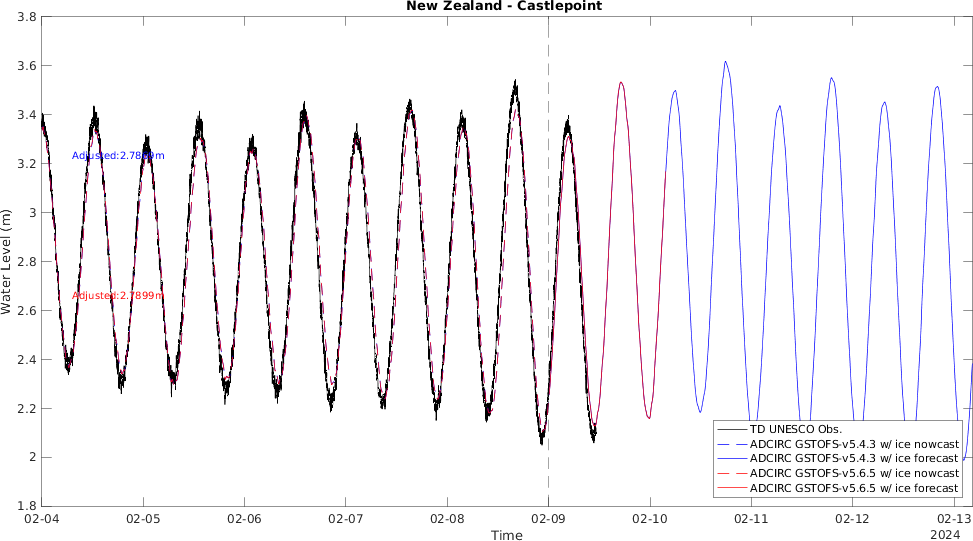 New Zealand - Castlepoint
3.8
3.6
3.4
3.2
3
2.8
2.6
2.4
2.2
2
1.8
Water Level (m)
Adjusted:2.7899m
Adjusted:2.7899m
TD UNESCO Obs.
ADCIRC GSTOFS-v5.4.3 w/ ice nowcast
ADCIRC GSTOFS-v5.4.3 w/ ice forecast
ADCIRC GSTOFS-v5.6.5 w/ ice nowcast
ADCIRC GSTOFS-v5.6.5 w/ ice forecast
02-04 02-05 02-06 02-07 02-08 02-09 02-10 02-11 02-12 02-13
Time
2024